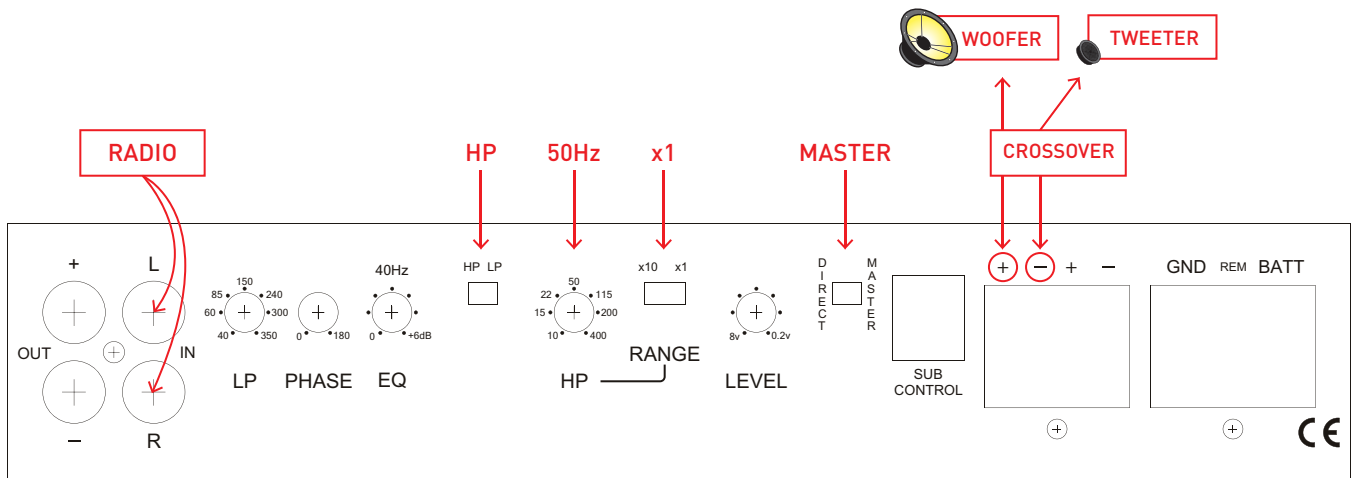 WOOFER
TWEETER
RADIO
HP
50Hz
x1
MASTER
CROSSOVER
+ L
OUT IN
− R
150
85 240
60 300
40 350
LP
0 180
PHASE
40Hz
0 +6dB
EQ
HP LP
50
22 115
15 200
10 400
HP
x10 x1
RANGE
8v 0.2v
LEVEL
DIRECT
MASTER
SUB
CONTROL
+ − + −
GND REM BATT
CE